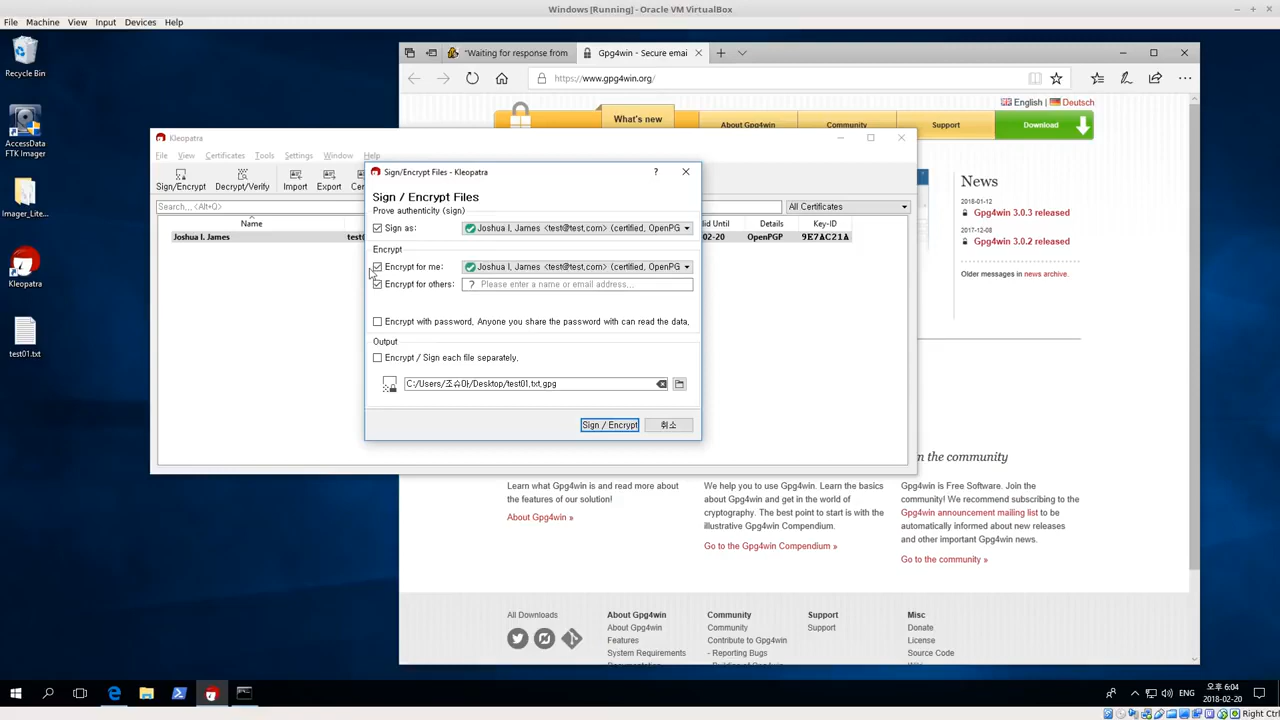 Windows [Running] - Oracle VM VirtualBox
File Machine View Input Devices Help
Recycle Bin
AccessData
FTK Imager
Imager_Lite...
Kleopatra
test01.txt
"Waiting for response from
Gpg4win - Secure emai
https://www.gpg4win.org/
English | Deutsch
What's new
About Gpg4win
Community
Support
Download
News
2018-01-12
Gpg4win 3.0.3 released
2017-12-08
Gpg4win 3.0.2 released
Older messages in news archive.
Kleopatra
File View Certificates Tools Settings Window Help
Sign/Encrypt
Decrypt/Verify
Import
Export
Search...<Alt+Q>
All Certificates
Name
lid Until
Details
Key-ID
Joshua I. James
02-20
OpenPGP
9E7AC21A
Sign/Encrypt Files - Kleopatra
Sign / Encrypt Files
Prove authenticity (sign)
Sign as:
Joshua I. James <test@test.com> (certified, OpenPG
Encrypt
Encrypt for me:
Joshua I. James <test@test.com> (certified, OpenPG
Encrypt for others:
Please enter a name or email address...
Encrypt with password. Anyone you share the password with can read the data.
Output
Encrypt / Sign each file separately.
C:/Users/조슈아/Desktop/test01.txt.gpg
Sign / Encrypt
취소
n the community
Learn what Gpg4win is and read more about
the features of our solution!
About Gpg4win »
We help you to use Gpg4win. Learn the basics
about Gpg4win and get in the world of
cryptography. The best point to start is with the
illustrative Gpg4win Compendium.
Go to the Gpg4win Compendium »
Gpg4win is Free Software. Join the
community! We recommend subscribing to the
Gpg4win announcement mailing list to be
automatically informed about new releases
and other important Gpg4win news.
Go to the community »
All Downloads
About Gpg4win
Features
System Requirements
Community
Community
Contribute to Gpg4win
- Reporting Bugs
Support
Support
Misc
Donate
License
Source Code
ENG
오후 6:04
2018-02-20
Right Ctrl